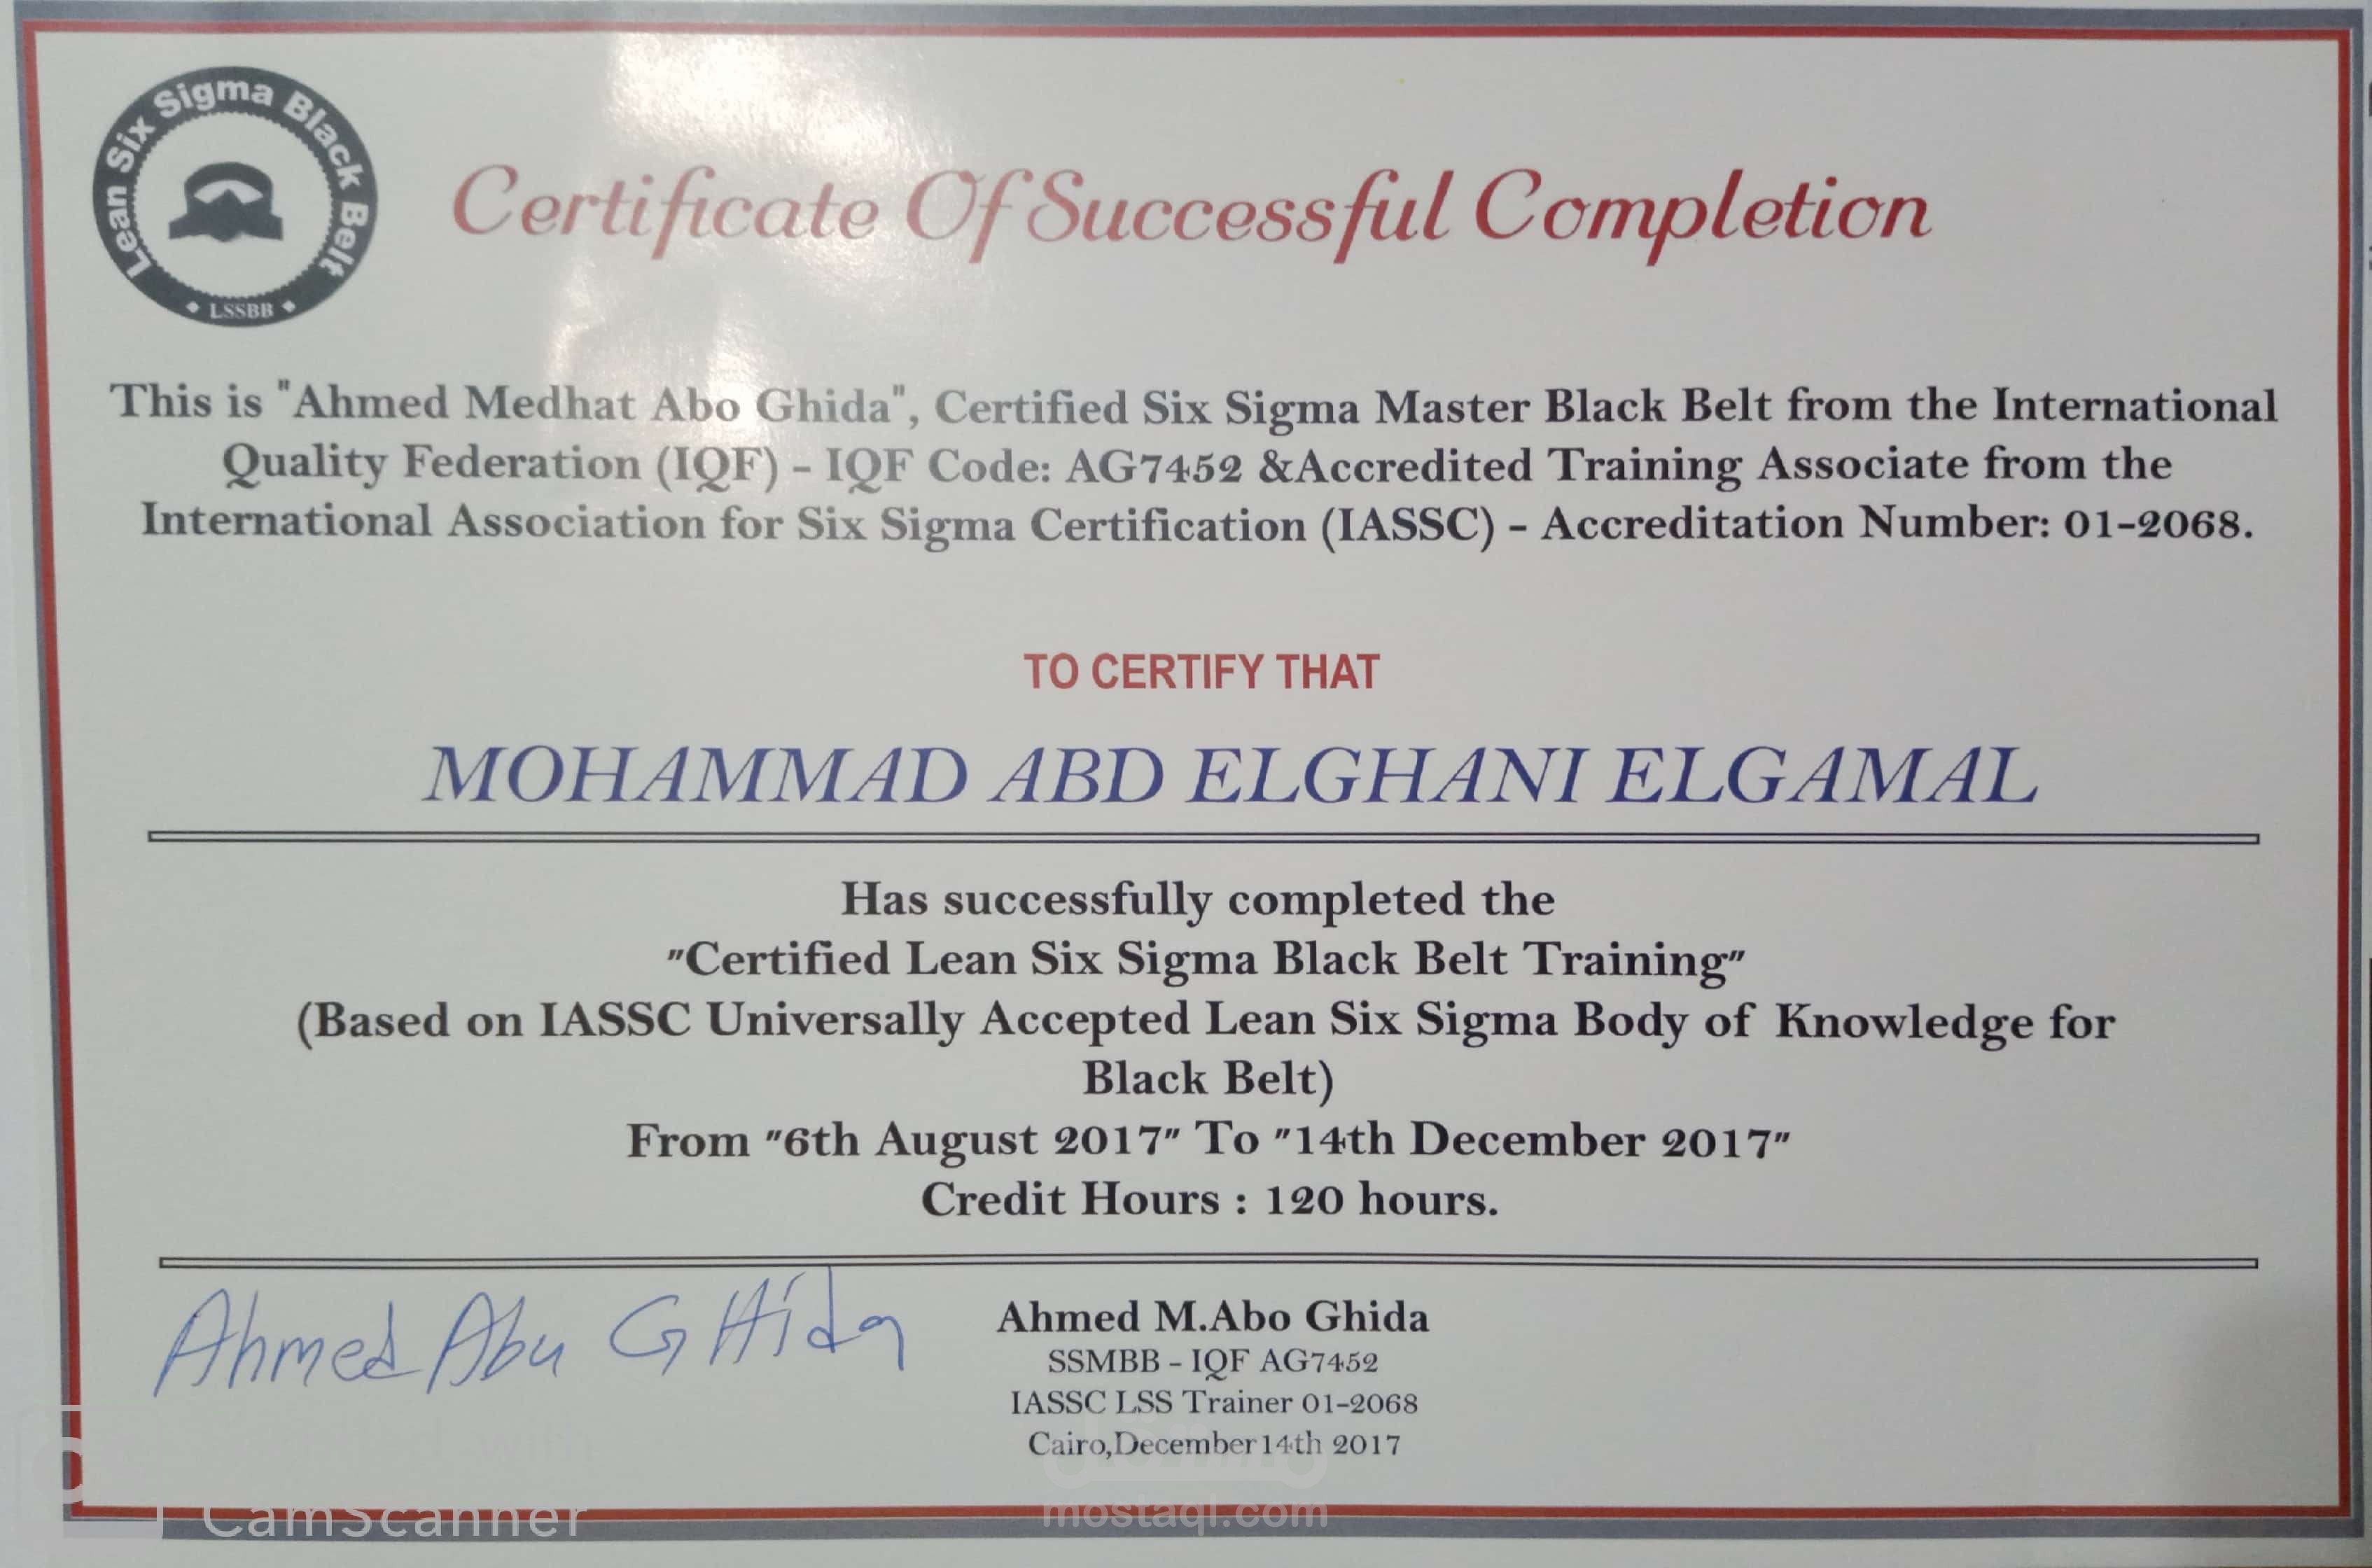 Lean Six Sigma Black Belt
LSSBB
Certificate Of Successful Completion
This is "Ahmed Medhat Abo Ghida", Certified Six Sigma Master Black Belt from the International
Quality Federation (IQF) - IQF Code: AG7452 &Accredited Training Associate from the
International Association for Six Sigma Certification (IASSC) - Accreditation Number: 01-2068.
TO CERTIFY THAT
MOHAMMAD ABD ELGHANI ELGAMAL
Has successfully completed the
"Certified Lean Six Sigma Black Belt Training"
(Based on IASSC Universally Accepted Lean Six Sigma Body of Knowledge for
Black Belt)
From "6th August 2017" To "14th December 2017"
Credit Hours : 120 hours.
Ahmed Abu GHida
Ahmed M.Abo Ghida
SSMBB - IQF AG7452
IASSC LSS Trainer 01-2068
Cairo,December14th 2017
CamScanner
mostaql.com